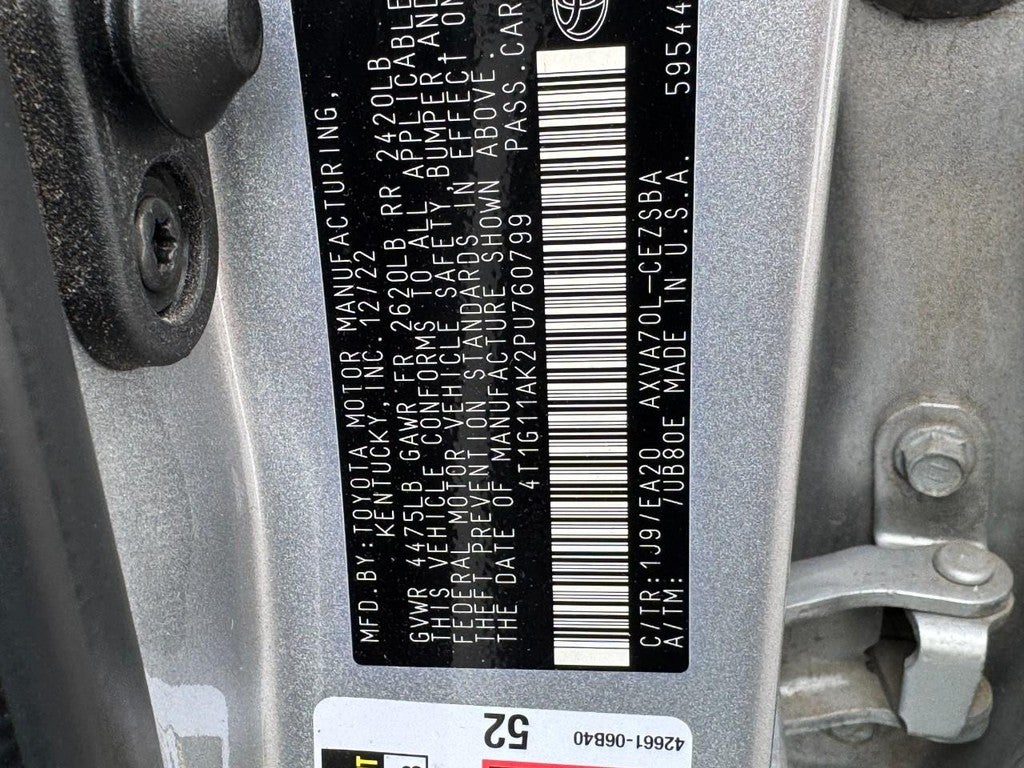 MFD.BY:TOYOTA MOTOR MANUFACTURING,
KENTUCKY,INC.12/22
GVWR 4475LB GAWR FR 2620LB RR 2420LB
THIS VEHICLE CONFORMS TO ALL APPLICABLE
FEDERAL MOTOR VEHICLE SAFETY,BUMPER,AND
THEFT PREVENTION STANDARDS IN EFFECT ON
THE DATE OF MANUFACTURE SHOWN ABOVE.
4T1G11AK2PU760799 PASS.CAR
C/TR:1J9/EA20 AXVA70L-CEZSBA
A/TM: 7UB80E MADE IN U.S.A. 59544
52
42661-06B40